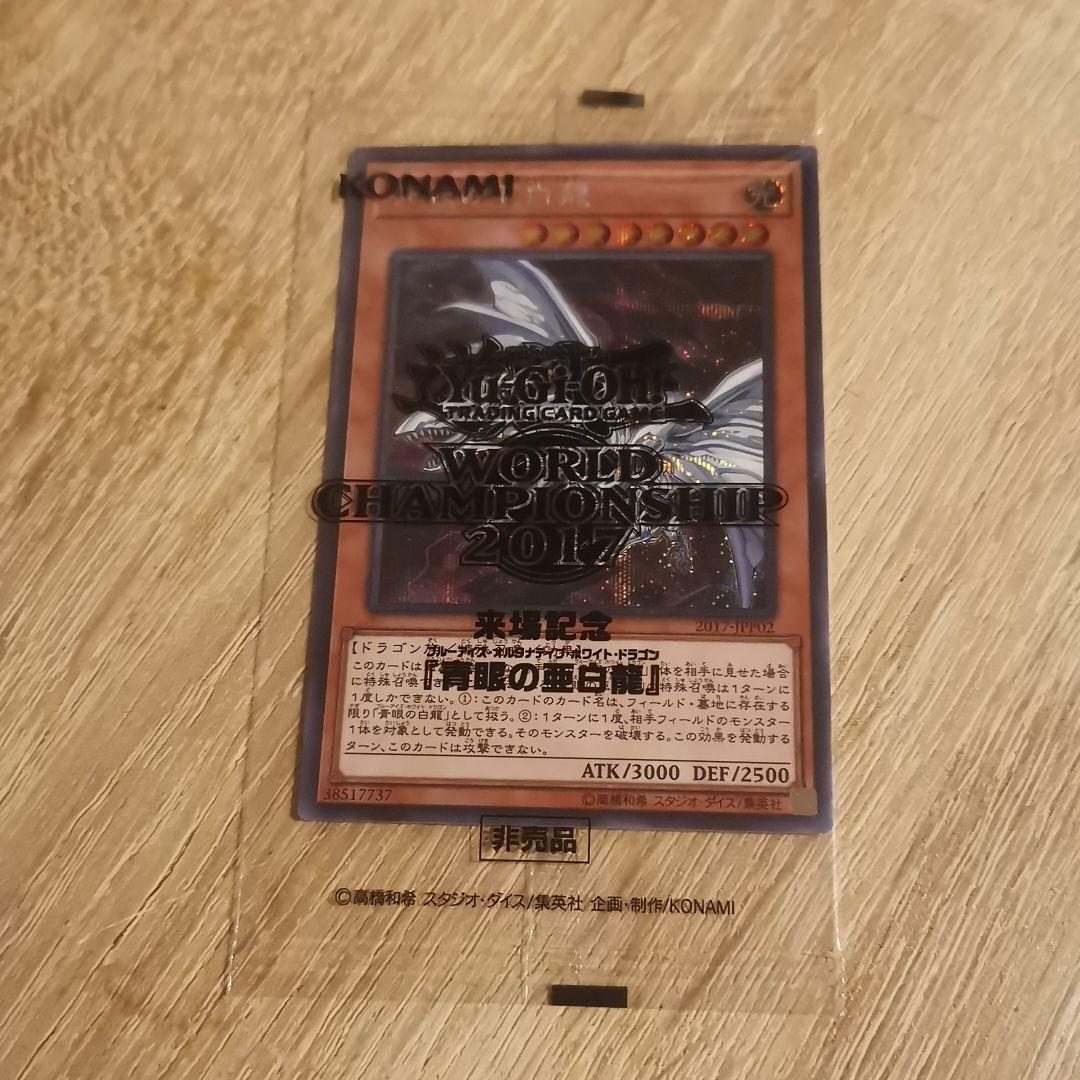 KONAMI
白龍
光
Yu-Gi-Oh!
TRADING CARD GAME
WORLD
CHAMPIONSHIP
2017
2017-JPP02
来場記念
ブルーアイズ・オルタナティブ・ホワイト・ドラゴン
『青眼の亜白龍』
【ドラゴン族
このカードは
体を相手に見せた場合
に特殊召喚でき
特殊召喚は1ターンに
1度しかできない。①：このカードのカード名は、フィールド・墓地に存在する
限り「青眼の白龍」として扱う。②：1ターンに1度、相手フィールドのモンスター
1体を対象として発動できる。そのモンスターを破壊する。この効果を発動する
ターン、このカードは攻撃できない。
ATK/3000 DEF/2500
38517737
©高橋和希 スタジオ・ダイス/集英社
非売品
©高橋和希 スタジオ・ダイス/集英社 企画・制作/KONAMI